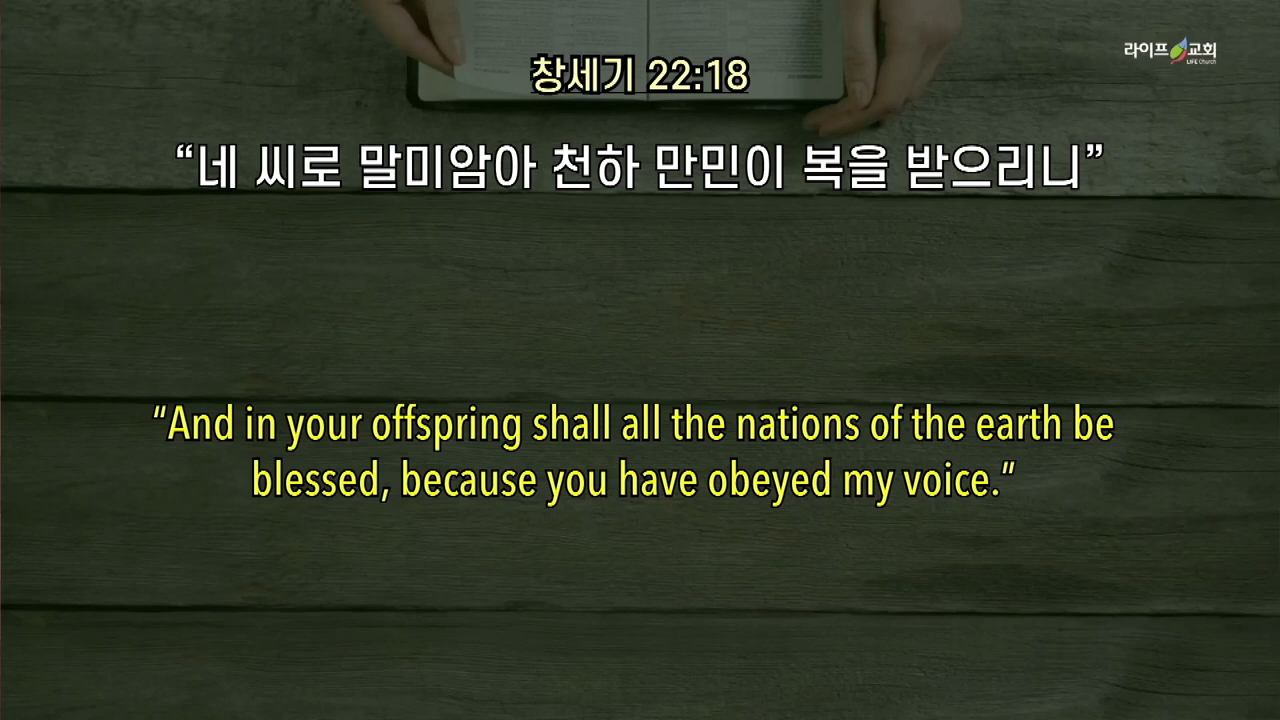 라이프 교회
LIFE Church
창세기 22:18
“네 씨로 말미암아 천하 만민이 복을 받으리니”
“And in your offspring shall all the nations of the earth be
blessed, because you have obeyed my voice.”